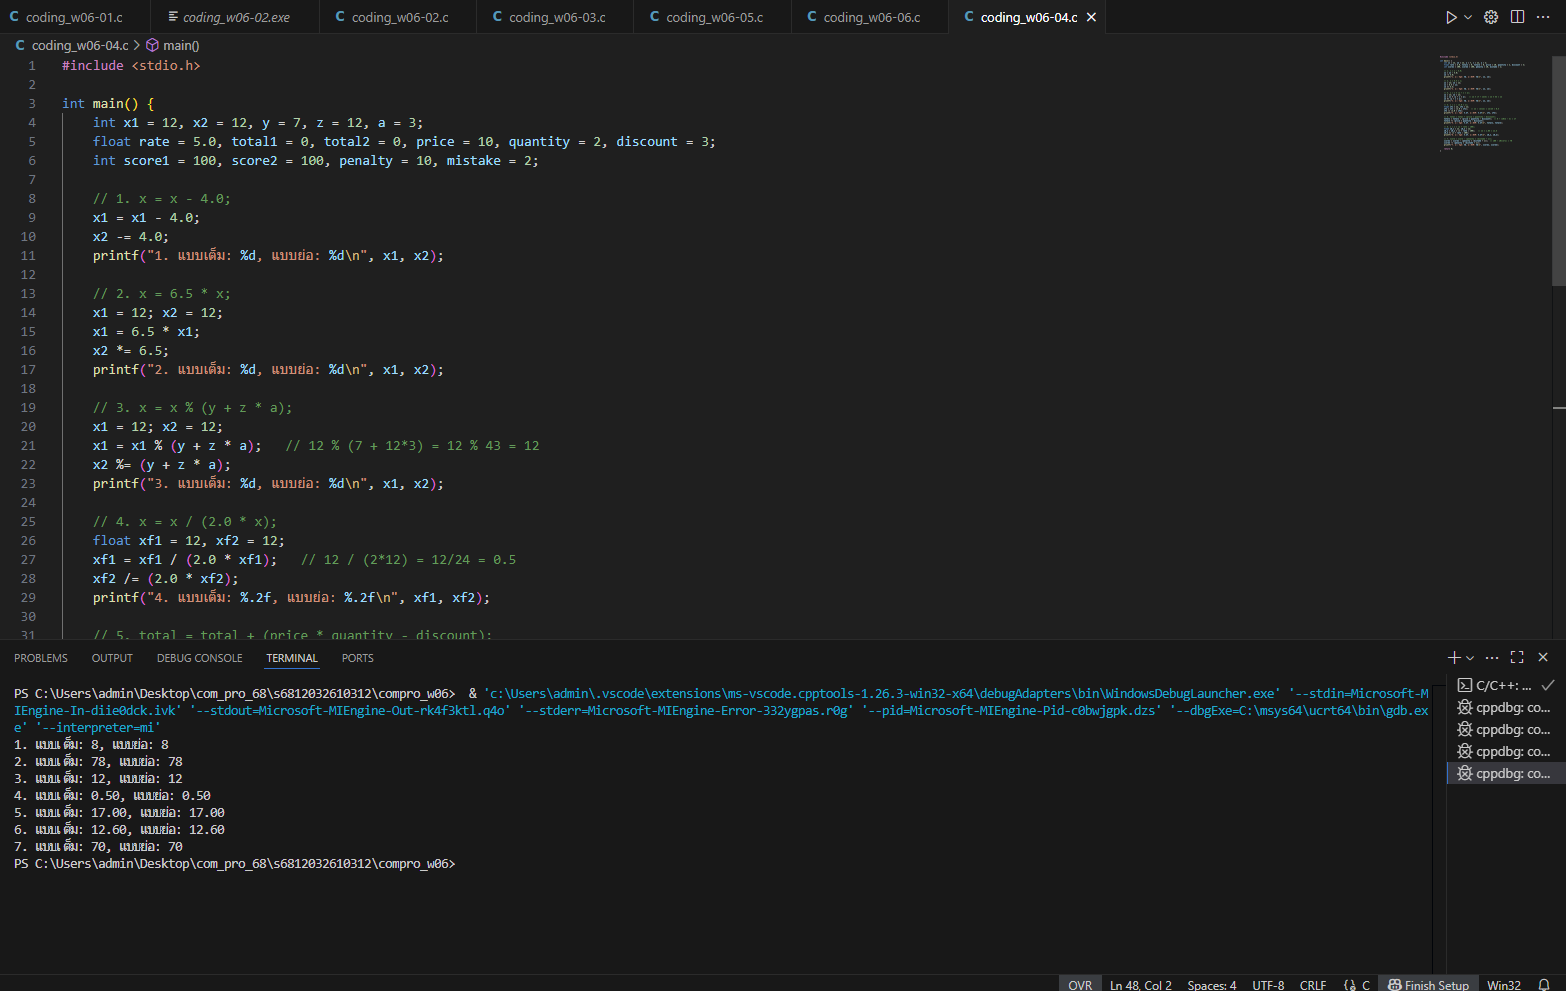 coding_w06-01.c coding_w06-02.exe coding_w06-02.c coding_w06-03.c coding_w06-05.c coding_w06-06.c coding_w06-04.c
coding_w06-04.c > main()
1 #include <stdio.h>
2
3 int main() {
4 int x1 = 12, x2 = 12, y = 7, z = 12, a = 3;
5 float rate = 5.0, total1 = 0, total2 = 0, price = 10, quantity = 2, discount = 3;
6 int score1 = 100, score2 = 100, penalty = 10, mistake = 2;
7
8 // 1. x = x - 4.0;
9 x1 = x1 - 4.0;
10 x2 -= 4.0;
11 printf("1. แบบเต็ม: %d, แบบย่อ: %d\n", x1, x2);
12
13 // 2. x = 6.5 * x;
14 x1 = 12; x2 = 12;
15 x1 = 6.5 * x1;
16 x2 *= 6.5;
17 printf("2. แบบเต็ม: %d, แบบย่อ: %d\n", x1, x2);
18
19 // 3. x = x % (y + z * a);
20 x1 = 12; x2 = 12;
21 x1 = x1 % (y + z * a); // 12 % (7 + 12*3) = 12 % 43 = 12
22 x2 %= (y + z * a);
23 printf("3. แบบเต็ม: %d, แบบย่อ: %d\n", x1, x2);
24
25 // 4. x = x / (2.0 * x);
26 float xf1 = 12, xf2 = 12;
27 xf1 = xf1 / (2.0 * xf1); // 12 / (2*12) = 12/24 = 0.5
28 xf2 /= (2.0 * xf2);
29 printf("4. แบบเต็ม: %.2f, แบบย่อ: %.2f\n", xf1, xf2);
30
31 // 5. total = total + (price * quantity - discount);
PROBLEMS OUTPUT DEBUG CONSOLE TERMINAL PORTS
PS C:\Users\admin\Desktop\com_pro_68\s6812032610312\compro_w06> & 'c:\Users\admin\.vscode\extensions\ms-vscode.cpptools-1.26.3-win32-x64\debugAdapters\bin\WindowsDebugLauncher.exe' '--stdin=Microsoft-M
IEngine-In-diie0dck.ivk' '--stdout=Microsoft-MIEngine-Out-rk4f3ktl.q4o' '--stderr=Microsoft-MIEngine-Error-332ygpas.r0g' '--pid=Microsoft-MIEngine-Pid-c0bwjgpk.dzs' '--dbgExe=C:\msys64\ucrt64\bin\gdb.ex
e' '--interpreter=mi'
1. แบบเต็ม: 8, แบบย่อ: 8
2. แบบเต็ม: 78, แบบย่อ: 78
3. แบบเต็ม: 12, แบบย่อ: 12
4. แบบเต็ม: 0.50, แบบย่อ: 0.50
5. แบบเต็ม: 17.00, แบบย่อ: 17.00
6. แบบเต็ม: 12.60, แบบย่อ: 12.60
7. แบบเต็ม: 70, แบบย่อ: 70
PS C:\Users\admin\Desktop\com_pro_68\s6812032610312\compro_w06>
C/C++: ...
cppdbg: co...
cppdbg: co...
cppdbg: co...
cppdbg: co...
OVR Ln 48, Col 2 Spaces: 4 UTF-8 CRLF {} C Finish Setup Win32